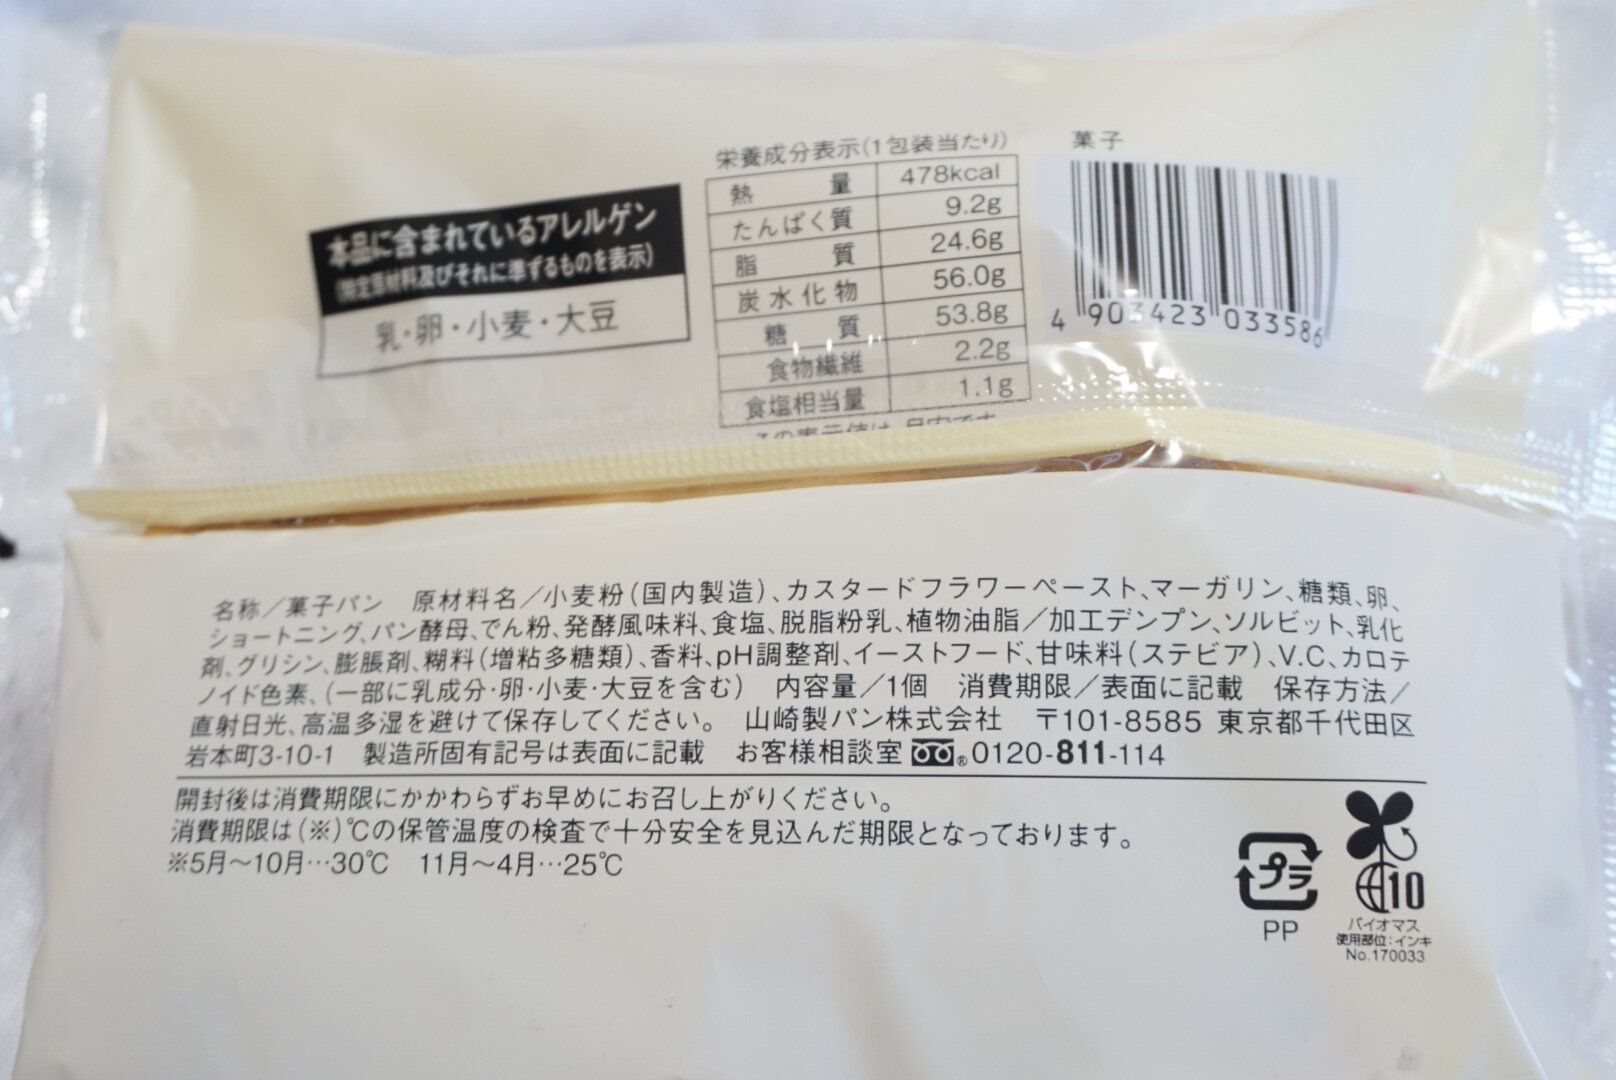 本品に含まれているアレルゲン
(特定原材料及びそれに準ずるものを表示)
乳・卵・小麦・大豆
栄養成分表示(1包装当たり)
熱量 478kcal
たんぱく質 9.2g
脂質 24.6g
炭水化物 56.0g
糖質 53.8g
食物繊維 2.2g
食塩相当量 1.1g
この表示値は、目安です。
菓子
4 903423 033586
名称/菓子パン 原材料名/小麦粉(国内製造)、カスタードフラワーペースト、マーガリン、糖類、卵、
ショートニング、パン酵母、でん粉、発酵風味料、食塩、脱脂粉乳、植物油脂/加工デンプン、ソルビット、乳化
剤、グリシン、膨脹剤、糊料(増粘多糖類)、香料、pH調整剤、イーストフード、甘味料(ステビア)、V.C、カロテ
ノイド色素、(一部に乳成分・卵・小麦・大豆を含む) 内容量/1個 消費期限/表面に記載 保存方法/
直射日光、高温多湿を避けて保存してください。 山崎製パン株式会社 〒101-8585 東京都千代田区
岩本町3-10-1 製造所固有記号は表面に記載 お客様相談室 ® 0120-811-114
開封後は消費期限にかかわらずお早めにお召し上がりください。
消費期限は(※)℃の保管温度の検査で十分安全を見込んだ期限となっております。
※5月〜10月…30℃ 11月〜4月…25℃
プラ
PP
10
バイオマス
使用部位:インキ
No.170033